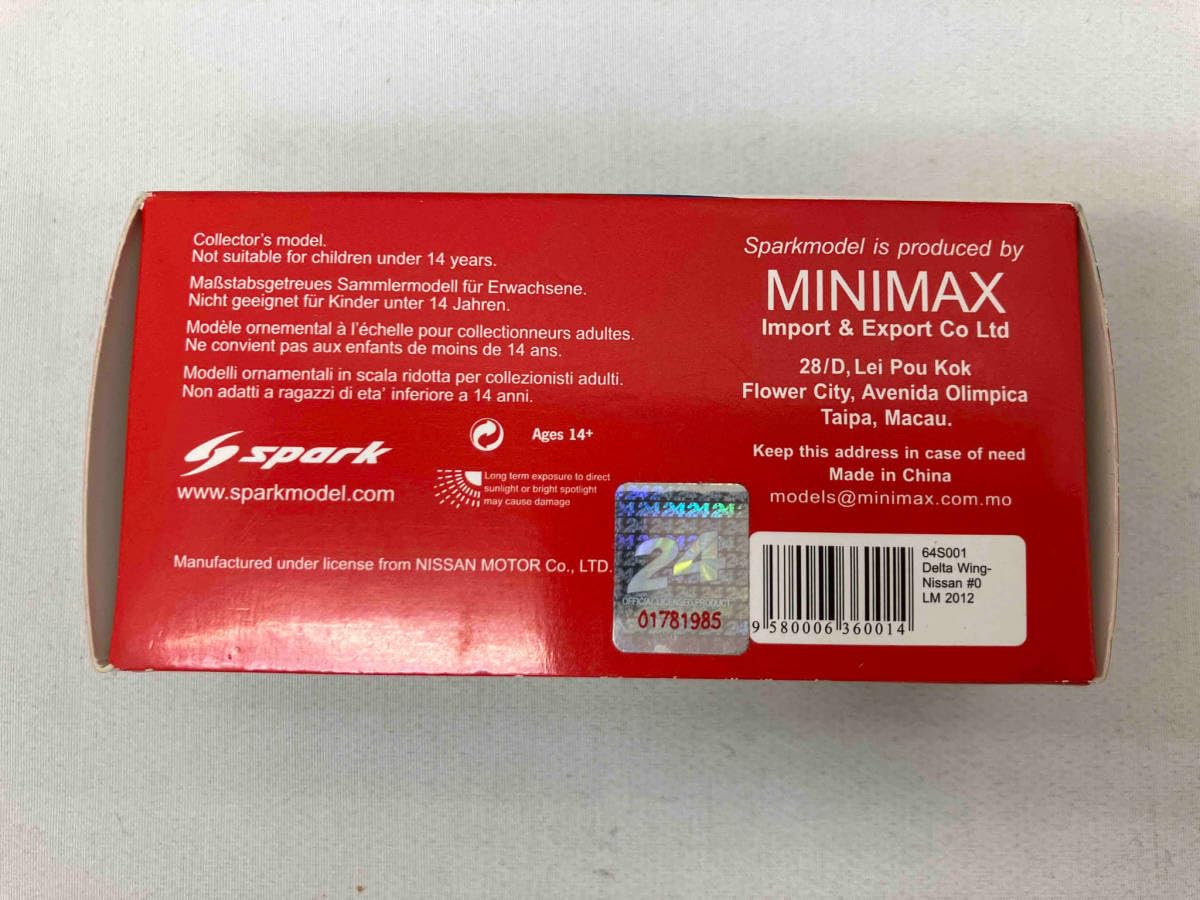 Collector's model.
Not suitable for children under 14 years.
Maßstabsgetreues Sammlermodell für Erwachsene.
Nicht geeignet für Kinder unter 14 Jahren.
Modèle ornemental à l'échelle pour collectionneurs adultes.
Ne convient pas aux enfants de moins de 14 ans.
Modelli ornamentali in scala ridotta per collezionisti adulti.
Non adatti a ragazzi di eta' inferiore a 14 anni.
spark
www.sparkmodel.com
Ages 14+
Long term exposure to direct
sunlight or bright spotlight
may cause damage
Manufactured under license from NISSAN MOTOR Co., LTD.
Sparkmodel is produced by
MINIMAX
Import & Export Co Ltd
28/D, Lei Pou Kok
Flower City, Avenida Olimpica
Taipa, Macau.
Keep this address in case of need
Made in China
models@minimax.com.mo
24
OFFICIAL LICENSED PRODUCT
01781985
64S001
Delta Wing-
Nissan #0
LM 2012
9 580006 360014